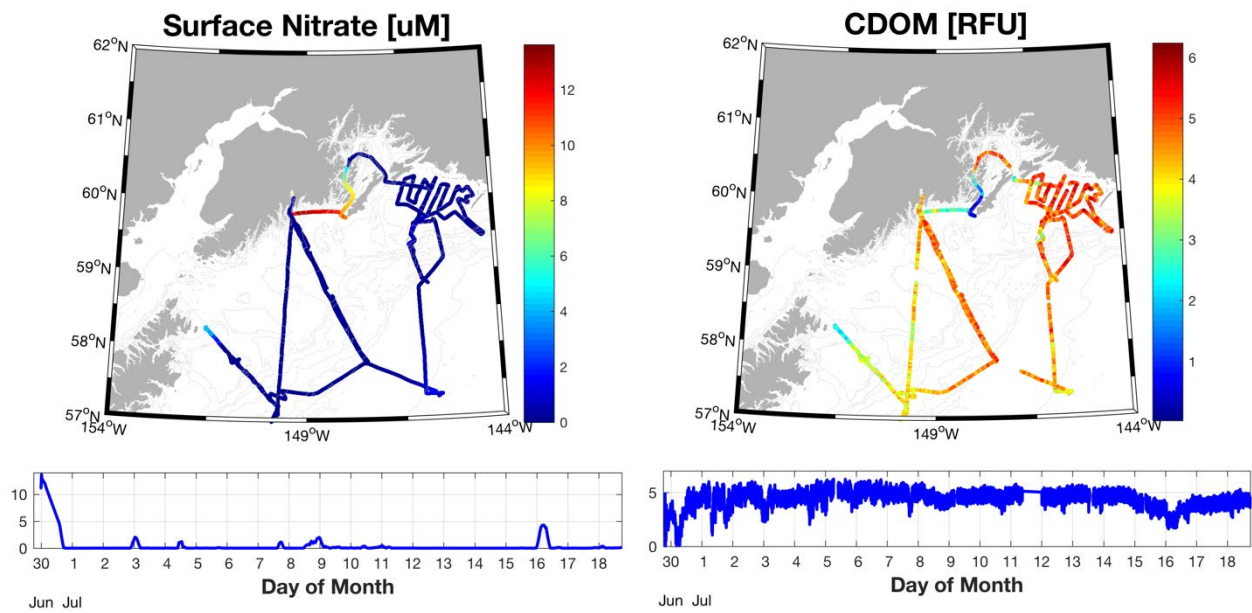 Surface Nitrate [uM]
62°N
61°N
60°N
59°N
58°N
57°N
154°W
149°W
144°W
12
10
8
6
4
2
0
10
5
0
30 1 2 3 4 5 6 7 8 9 10 11 12 13 14 15 16 17 18
Day of Month
Jun Jul
CDOM [RFU]
62°N
61°N
60°N
59°N
58°N
57°N
154°W
149°W
144°W
6
5
4
3
2
1
5
0
30 1 2 3 4 5 6 7 8 9 10 11 12 13 14 15 16 17 18
Day of Month
Jun Jul